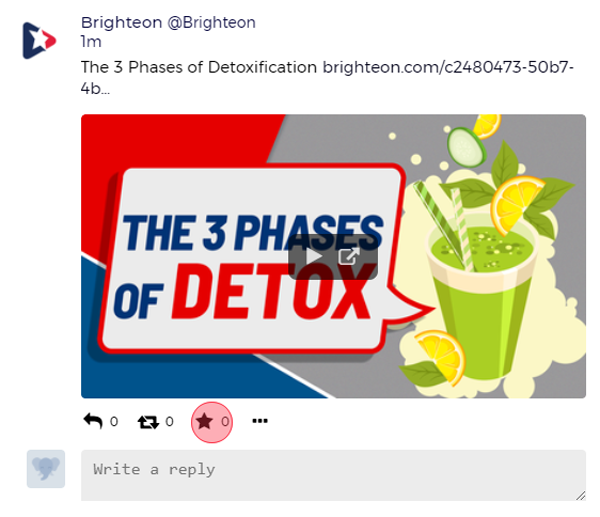 Brighteon @Brighteon
1m
The 3 Phases of Detoxification brighteon.com/c2480473-50b7-
4b...
THE 3 PHASES
OF DETOX
0 0 0
Write a reply